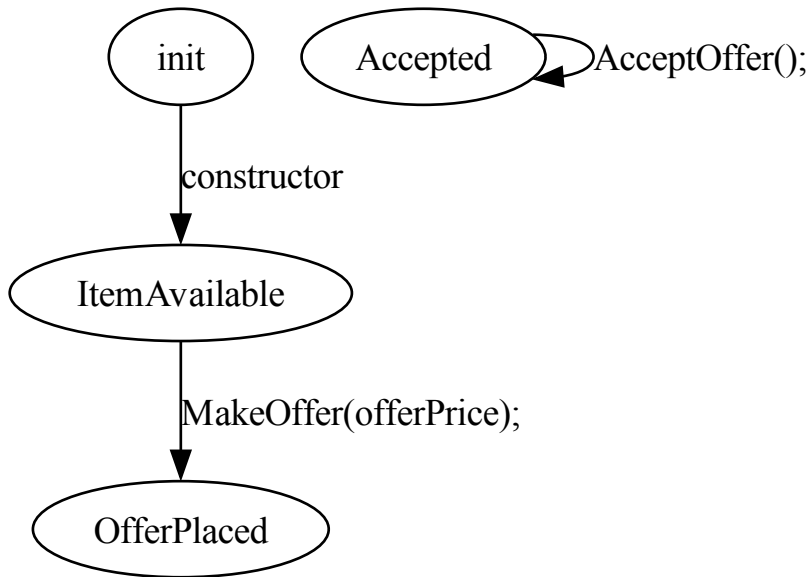 init
Accepted
AcceptOffer();
constructor
ItemAvailable
MakeOffer(offerPrice);
OfferPlaced